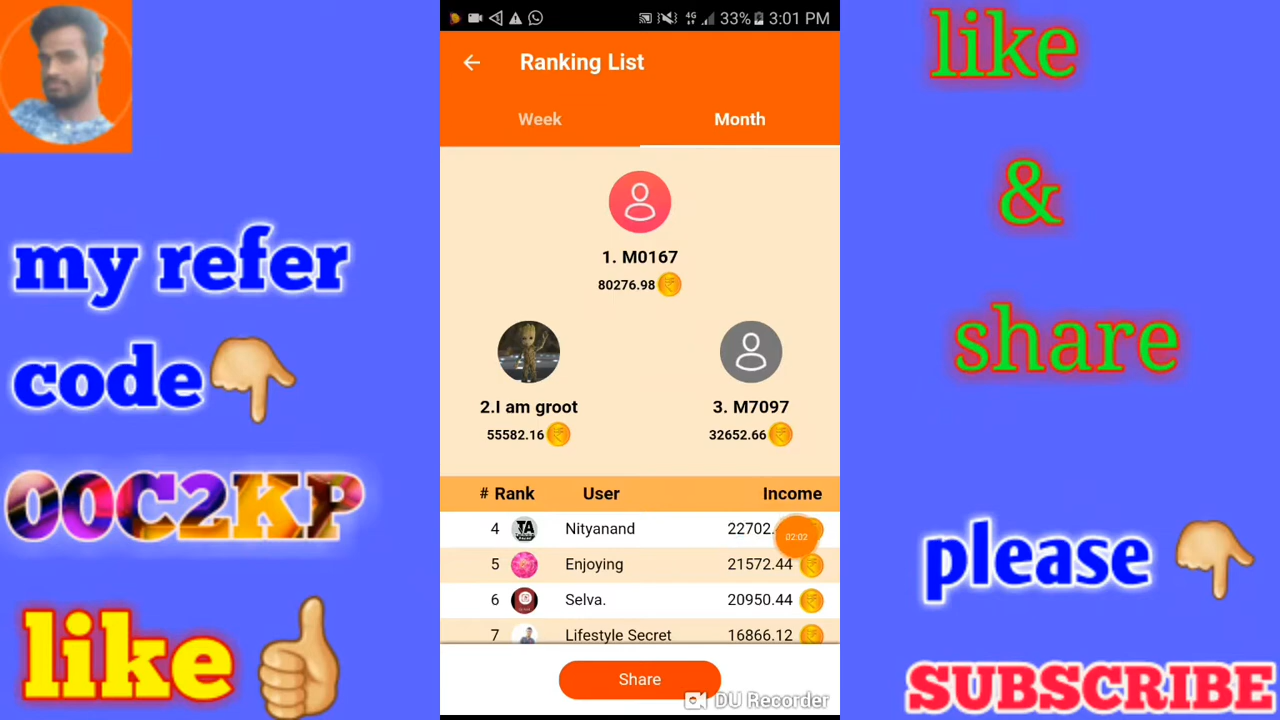 my refer
code
00C2KP
like
4G 33% 3:01 PM
Ranking List
Week Month
1. M0167
80276.98
2.I am groot 3. M7097
55582.16 32652.66
# Rank User Income
4 Nityanand 22702.
02:02
5 Enjoying 21572.44
6 Selva. 20950.44
7 Lifestyle Secret 16866.12
Share
DU Recorder
like
&
share
please
SUBSCRIBE